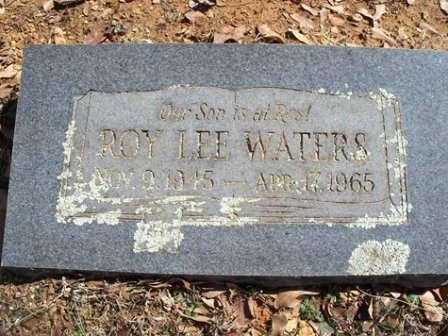 Our Son is at Rest
ROY LEE WATERS
NOV. 9, 1945 — APR. 17, 1965